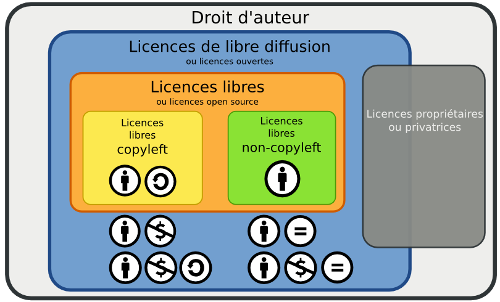 Droit d'auteur
Licences de libre diffusion
ou licences ouvertes
Licences libres
ou licences open source
Licences
libres
copyleft
Licences
libres
non-copyleft
Licences propriétaires
ou privatrices